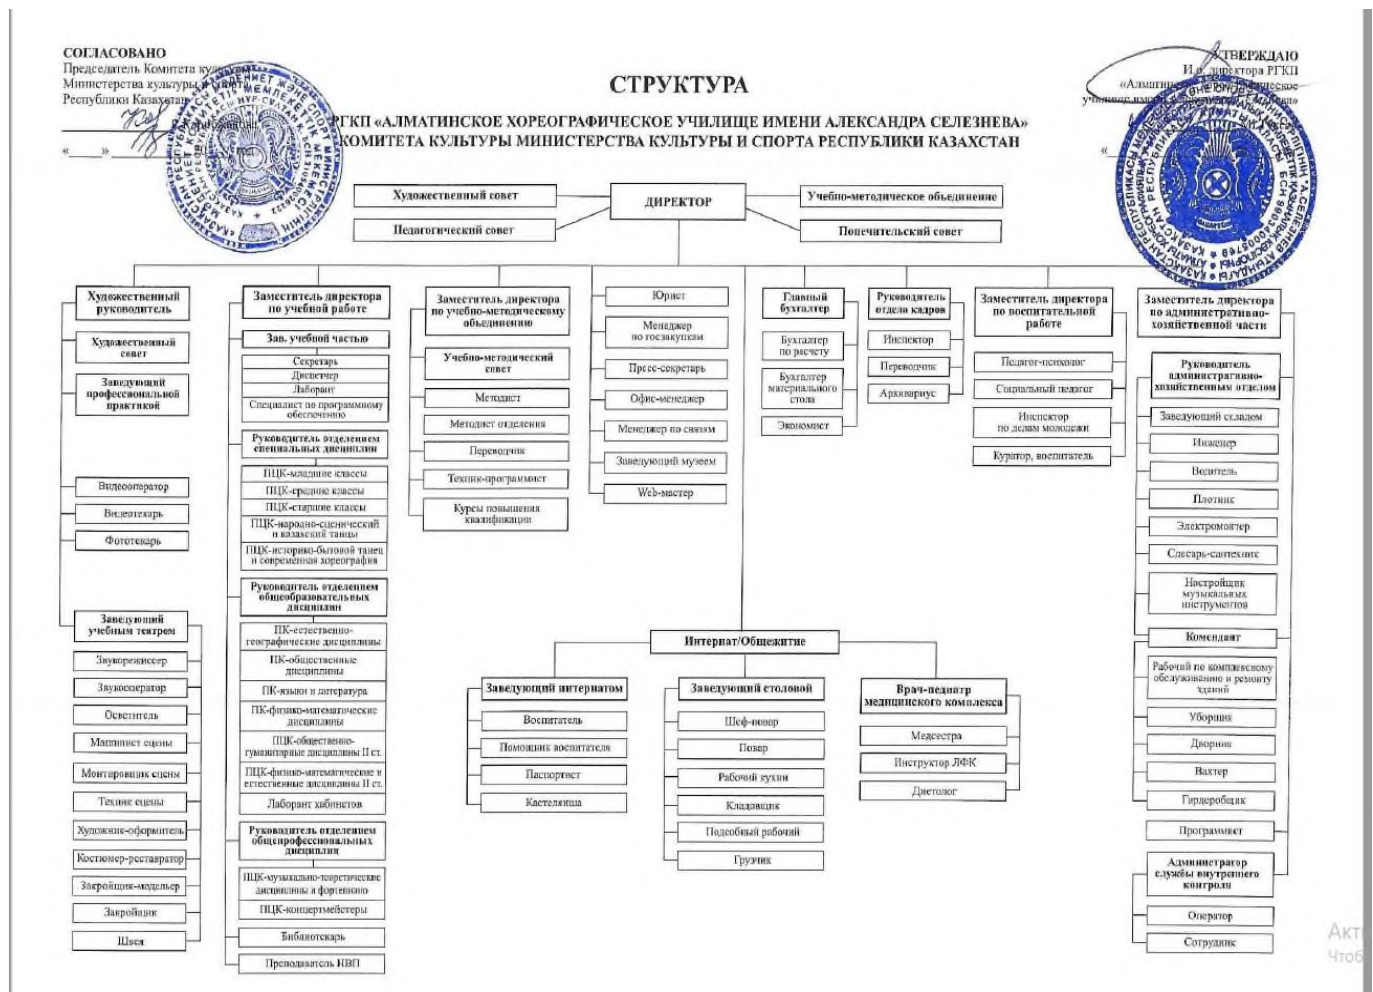 СОГЛАСОВАНО
Председатель Комитета культуры
Министерства культуры и спорта
Республики Казахстан
УТВЕРЖДАЮ
И.о. директора РГКП
«Алматинское хореографическое
училище имени Александра Селезнева»
СТРУКТУРА
РГКП «АЛМАТИНСКОЕ ХОРЕОГРАФИЧЕСКОЕ УЧИЛИЩЕ ИМЕНИ АЛЕКСАНДРА СЕЛЕЗНЕВА»
КОМИТЕТА КУЛЬТУРЫ МИНИСТЕРСТВА КУЛЬТУРЫ И СПОРТА РЕСПУБЛИКИ КАЗАХСТАН
Художественный совет
ДИРЕКТОР
Учебно-методическое объединение
Педагогический совет
Попечительский совет
Художественный
руководитель
Художественный
совет
Заведующий
профессиональной
практикой
Видеооператор
Видеотекарь
Фототекарь
Заведующий
учебным театром
Звукорежиссер
Звукооператор
Осветитель
Машинист сцены
Монтировщик сцены
Техник сцены
Художник-оформитель
Костюмер-реставратор
Закройщик-модельер
Закройщик
Швея
Заместитель директора
по учебной работе
Зав. учебной частью
Секретарь
Диспетчер
Лаборант
Специалист по программному
обеспечению
Руководитель отделением
специальных дисциплин
ПЦК-младшие классы
ПЦК-средние классы
ПЦК-старшие классы
ПЦК-народно-сценический
и казахский танцы
ПЦК-историко-бытовой танец
и современная хореография
Руководитель отделением
общеобразовательных
дисциплин
ПК-естественно-
географические дисциплины
ПК-общественные
дисциплины
ПК-языки и литература
ПК-физико-математические
дисциплины
ПЦК-общественно-
гуманитарные дисциплины II ст.
ПЦК-физико-математические и
естественные дисциплины II ст.
Лаборант кабинетов
Руководитель отделением
общепрофессиональных
дисциплин
ПЦК-музыкально-теоретические
дисциплины и фортепиано
ПЦК-концертмейстеры
Библиотекарь
Преподаватель НВП
Заместитель директора
по учебно-методическому
объединению
Учебно-методический
совет
Методист
Методист отделения
Переводчик
Техник-программист
Курсы повышения
квалификации
Юрист
Менеджер
по госзакупкам
Пресс-секретарь
Офис-менеджер
Менеджер по связям
Заведующий музеем
Web-мастер
Главный
бухгалтер
Бухгалтер
по расчету
Бухгалтер
материального
стола
Экономист
Руководитель
отдела кадров
Инспектор
Переводчик
Архивариус
Заместитель директора
по воспитательной
работе
Педагог-психолог
Социальный педагог
Инспектор
по делам молодежи
Куратор, воспитатель
Заместитель директора
по административно-
хозяйственной части
Руководитель
административно-
хозяйственным отделом
Заведующий складом
Инженер
Водитель
Плотник
Электромонтер
Слесарь-сантехник
Настройщик
музыкальных
инструментов
Комендант
Рабочий по комплексному
обслуживанию и ремонту
зданий
Уборщик
Дворник
Вахтер
Гардеробщик
Программист
Администратор
службы внутреннего
контроля
Оператор
Сотрудник
Интернат/Общежитие
Заведующий интернатом
Воспитатель
Помощник воспитателя
Паспортист
Кастелянша
Заведующий столовой
Шеф-повар
Повар
Рабочий кухни
Кладовщик
Подсобный рабочий
Грузчик
Врач-педиатр
медицинского комплекса
Медсестра
Инструктор ЛФК
Диетолог